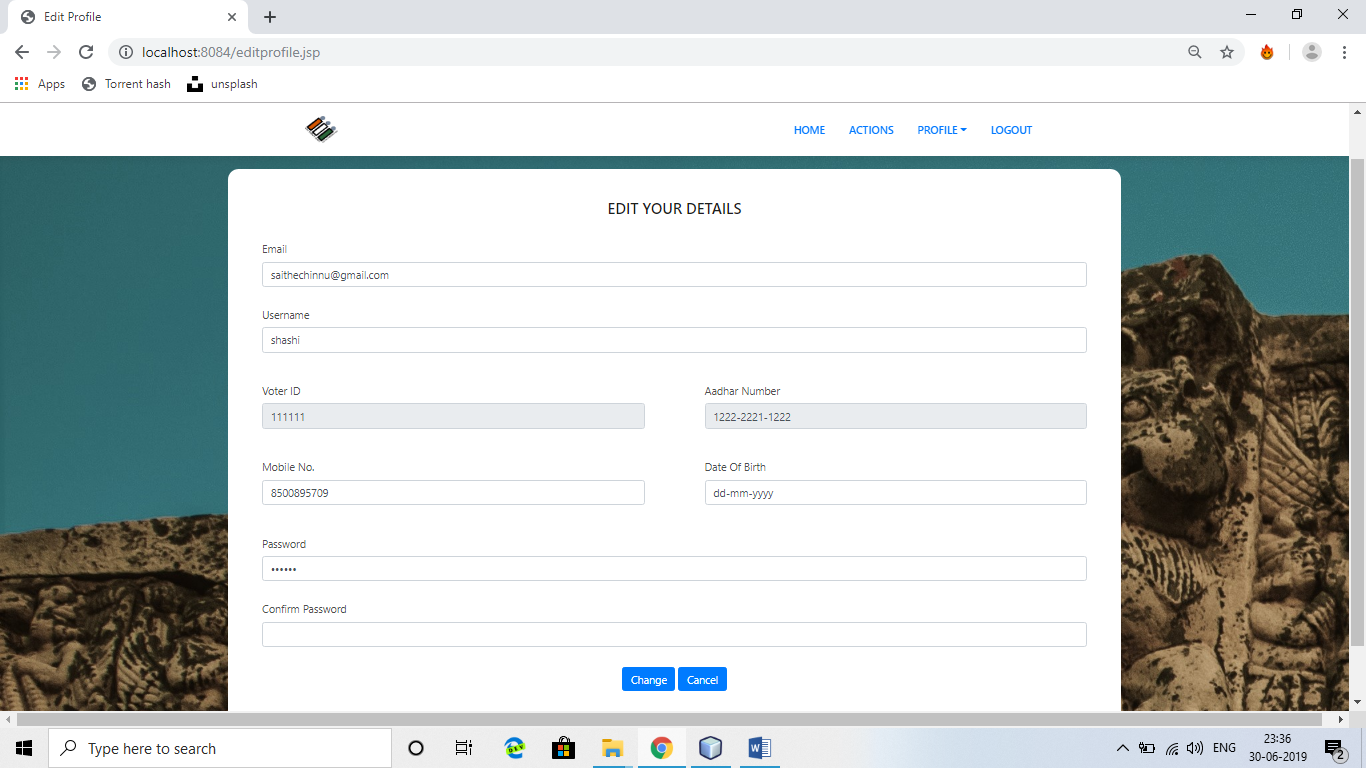 Edit Profile
localhost:8084/editprofile.jsp
Apps Torrent hash unsplash
HOME ACTIONS PROFILE LOGOUT
EDIT YOUR DETAILS
Email
saithechinnu@gmail.com
Username
shashi
Voter ID Aadhar Number
111111 1222-2221-1222
Mobile No. Date Of Birth
8500895709 dd-mm-yyyy
Password
••••••
Confirm Password
Change Cancel
Type here to search DEV ENG 23:36
30-06-2019 2